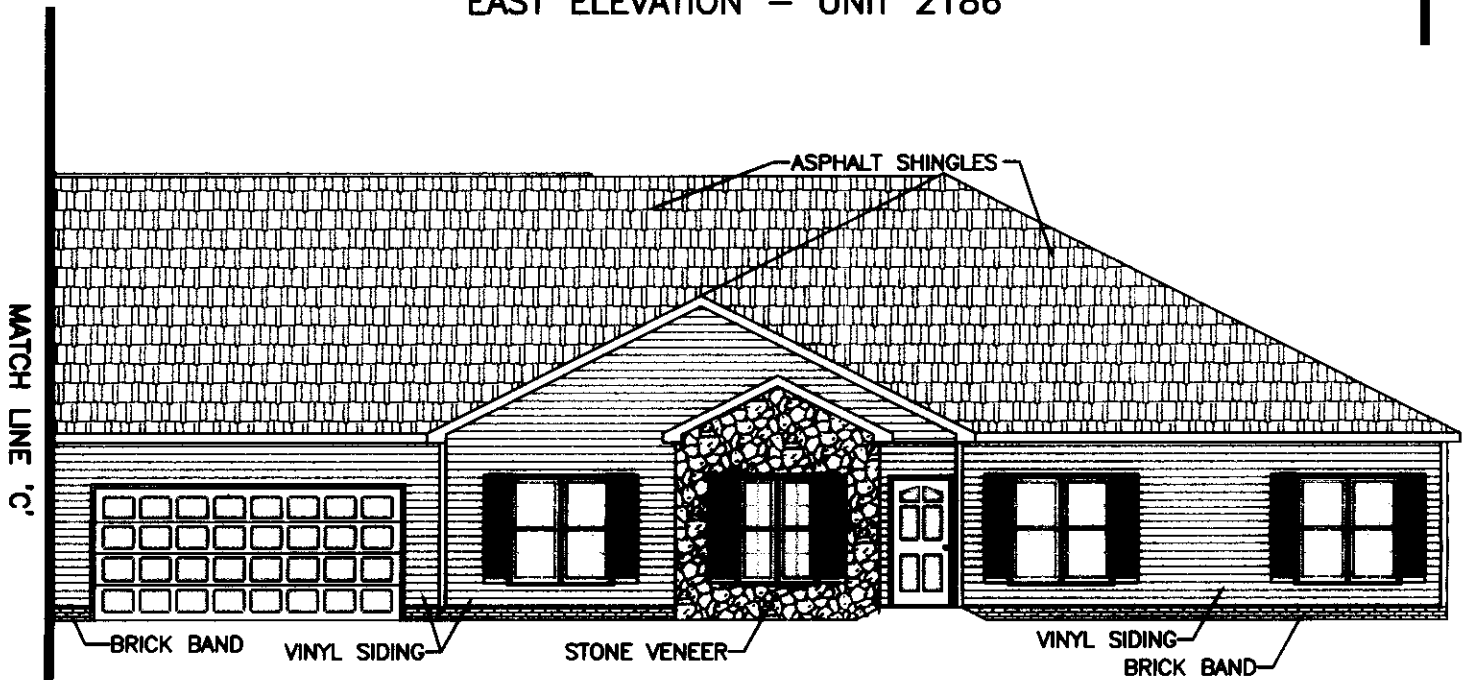 EAST ELEVATION - UNIT 2186
ASPHALT SHINGLES
MATCH LINE 'C'
BRICK BAND
VINYL SIDING
STONE VENEER
VINYL SIDING
BRICK BAND